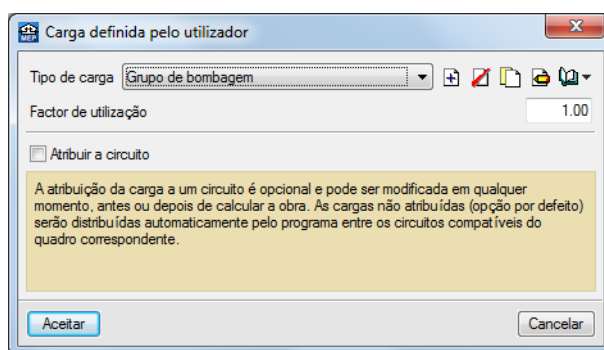 Carga definida pelo utilizador
Tipo de carga Grupo de bombagem
Factor de utilização 1.00
Atribuir a circuito
A atribuição da carga a um circuito é opcional e pode ser modificada em qualquer
momento, antes ou depois de calcular a obra. As cargas não atribuídas (opção por defeito)
serão distribuídas automaticamente pelo programa entre os circuitos compatíveis do
quadro correspondente.
Aceitar Cancelar